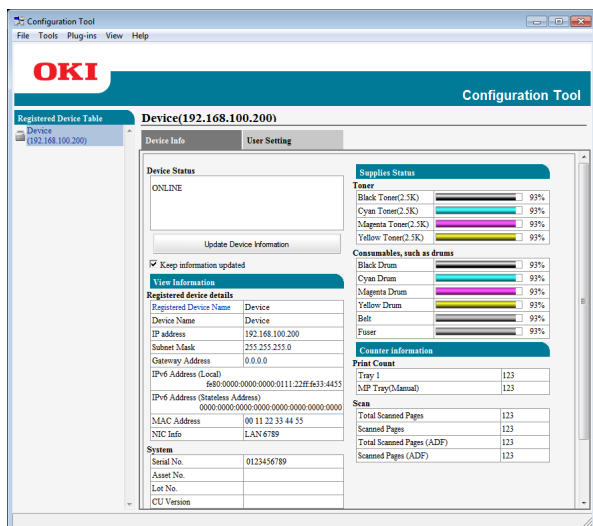 Configuration Tool
File Tools Plug-ins View Help
OKI
Configuration Tool
Registered Device Table
Device
(192.168.100.200)
Device(192.168.100.200)
Device Info
User Setting
Device Status
ONLINE
Update Device Information
Keep information updated
View Information
Registered device details
Registered Device Name Device
Device Name Device
IP address 192.168.100.200
Subnet Mask 255.255.255.0
Gateway Address 0.0.0.0
IPv6 Address (Local)
fe80:0000:0000:0000:0111:22ff:fe33:4455
IPv6 Address (Stateless Address)
0000:0000:0000:0000:0000:0000:0000:0000
MAC Address 00 11 22 33 44 55
NIC Info LAN 6789
System
Serial No. 0123456789
Asset No.
Lot No.
CU Version
Supplies Status
Toner
Black Toner(2.5K) 93%
Cyan Toner(2.5K) 93%
Magenta Toner(2.5K) 93%
Yellow Toner(2.5K) 93%
Consumables, such as drums
Black Drum 93%
Cyan Drum 93%
Magenta Drum 93%
Yellow Drum 93%
Belt 93%
Fuser 93%
Counter information
Print Count
Tray 1 123
MP Tray(Manual) 123
Scan
Total Scanned Pages 123
Scanned Pages 123
Total Scanned Pages (ADF) 123
Scanned Pages (ADF) 123